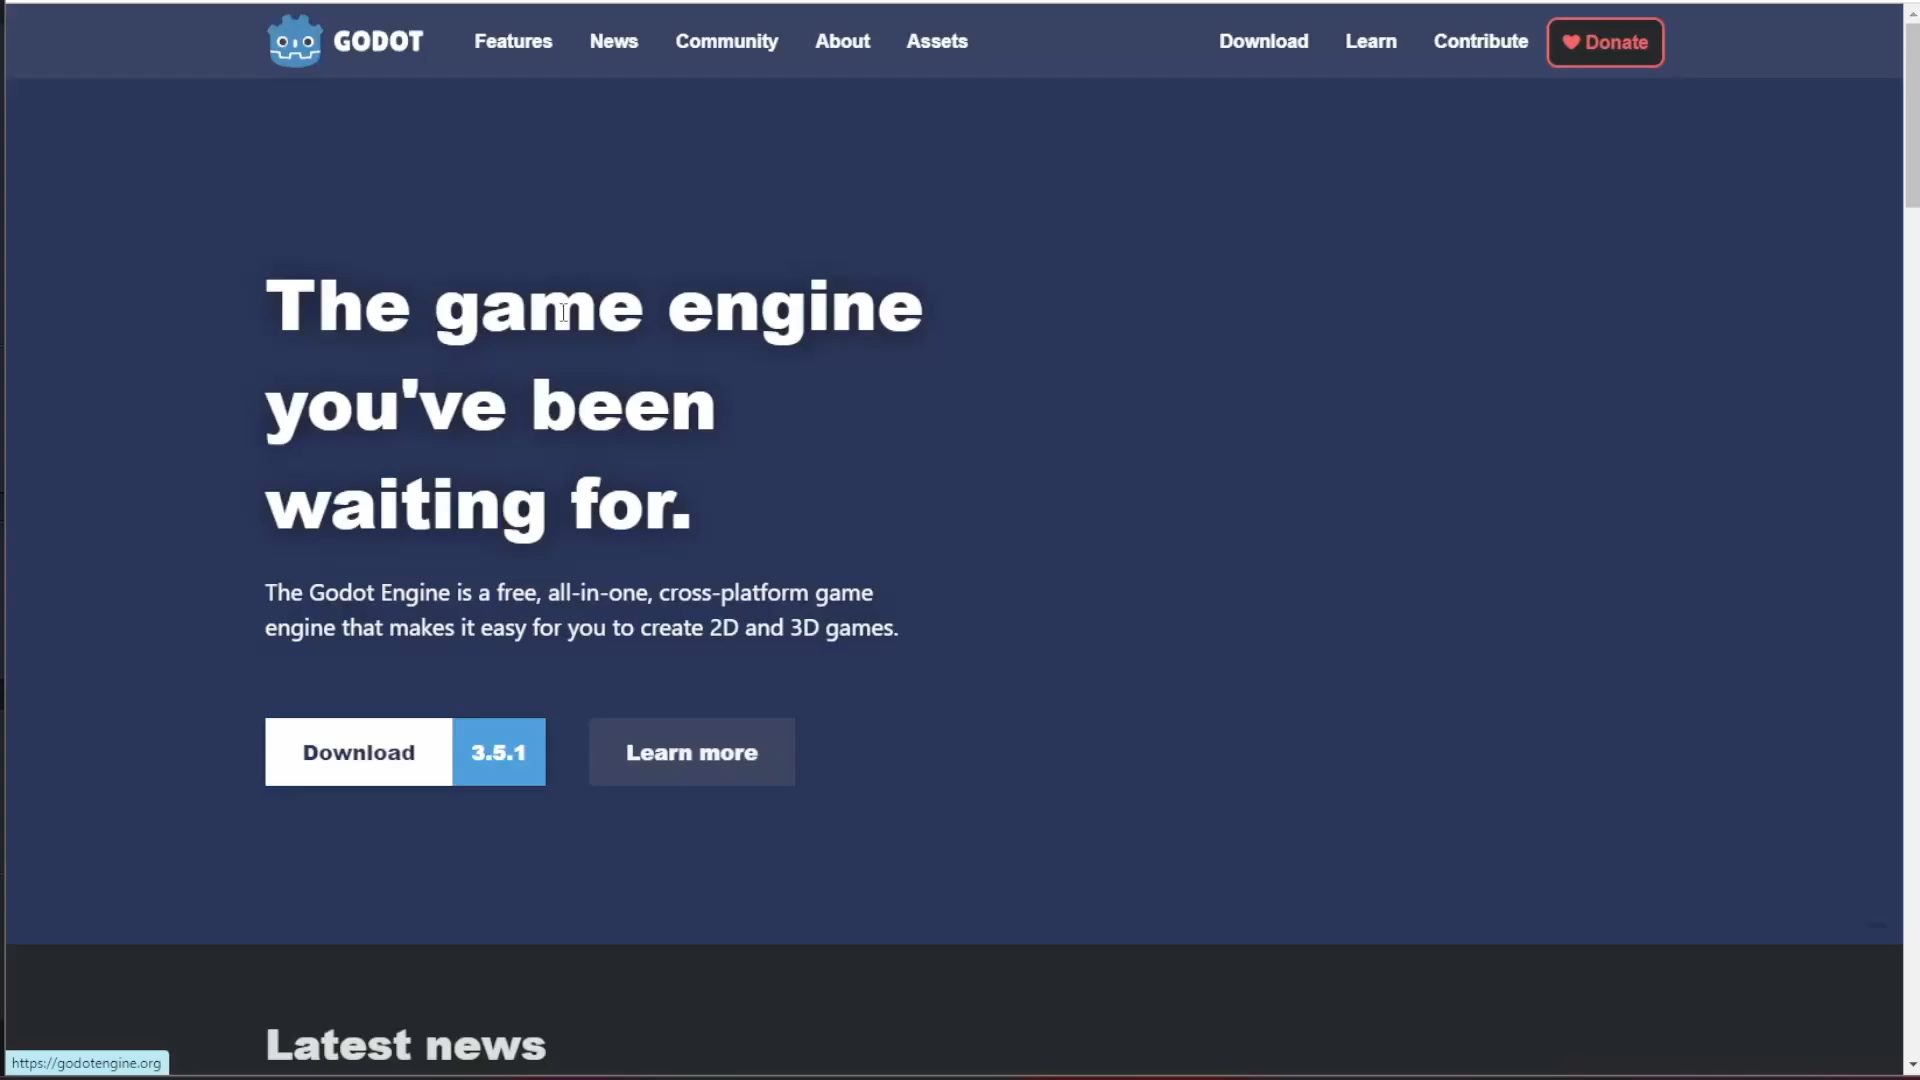 GODOT Features News Community About Assets Download Learn Contribute Donate
The game engine
you've been
waiting for.
The Godot Engine is a free, all-in-one, cross-platform game
engine that makes it easy for you to create 2D and 3D games.
Download 3.5.1 Learn more
Latest news
https://godotengine.org